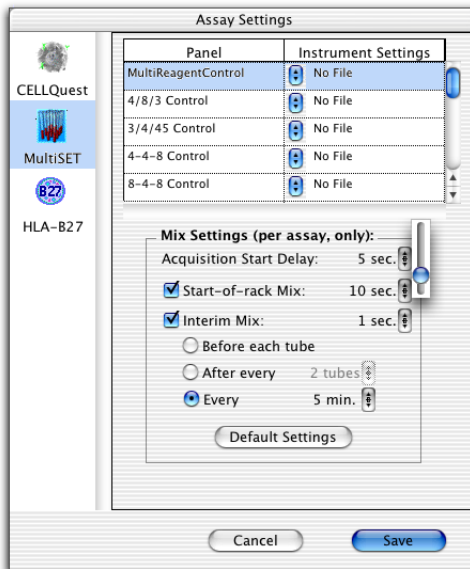 Assay Settings
Panel Instrument Settings
CELLQuest
MultiReagentControl No File
4/8/3 Control No File
MultiSET
3/4/45 Control No File
4-4-8 Control No File
B27
8-4-8 Control No File
HLA-B27
Mix Settings (per assay, only):
Acquisition Start Delay: 5 sec.
Start-of-rack Mix: 10 sec.
Interim Mix: 1 sec.
Before each tube
After every 2 tubes
Every 5 min.
Default Settings
Cancel Save